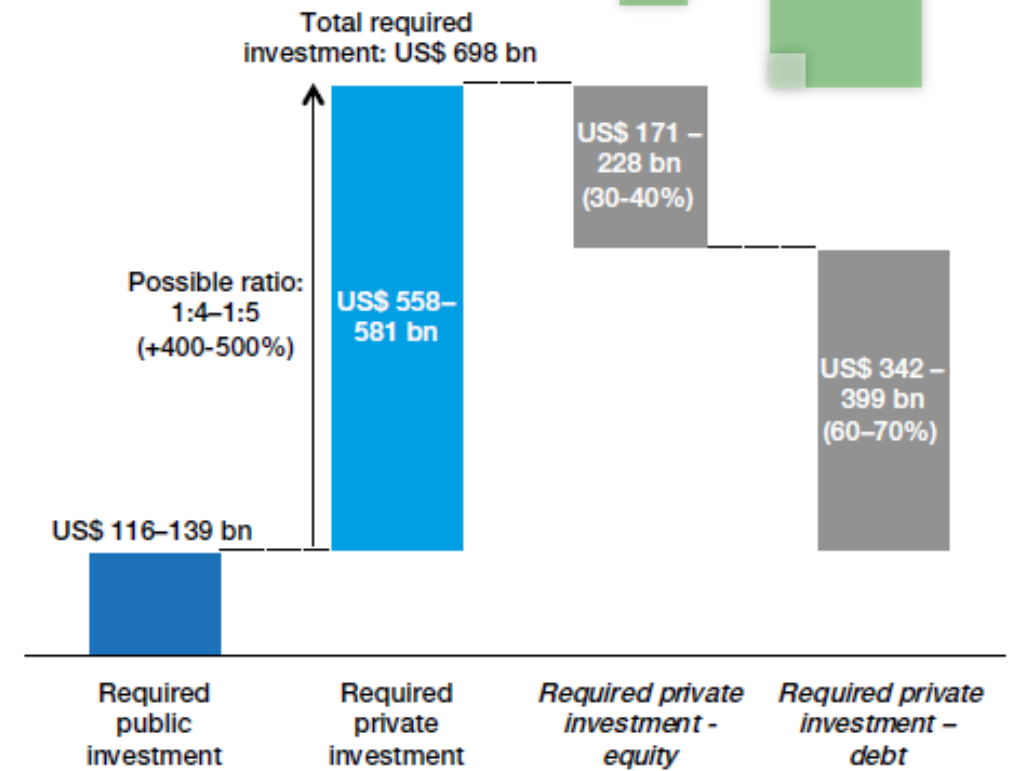 Total required
investment: US$ 698 bn
US$ 171 –
228 bn
(30-40%)
Possible ratio:
1:4–1:5
(+400-500%)
US$ 558–
581 bn
US$ 342 –
399 bn
(60–70%)
US$ 116–139 bn
Required
public
investment
Required
private
investment
Required private
investment -
equity
Required private
investment –
debt